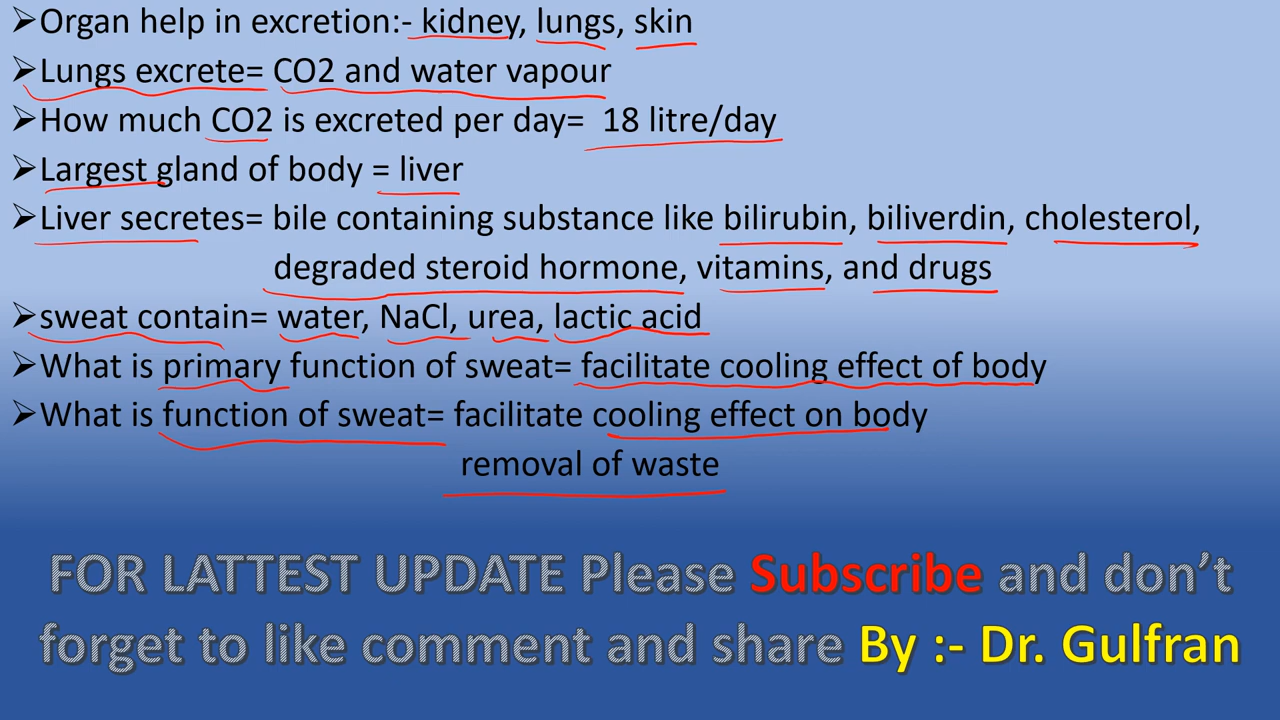 ➢Organ help in excretion:- kidney, lungs, skin
➢Lungs excrete= CO2 and water vapour
➢How much CO2 is excreted per day= 18 litre/day
➢Largest gland of body = liver
➢Liver secretes= bile containing substance like bilirubin, biliverdin, cholesterol,
degraded steroid hormone, vitamins, and drugs
➢sweat contain= water, NaCl, urea, lactic acid
➢What is primary function of sweat= facilitate cooling effect of body
➢What is function of sweat= facilitate cooling effect on body
removal of waste
FOR LATTEST UPDATE Please Subscribe and don’t
forget to like comment and share By :- Dr. Gulfran